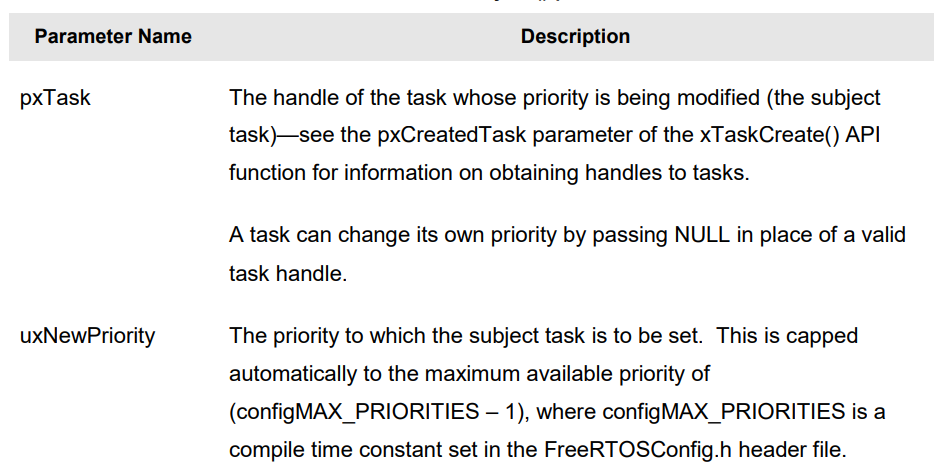 Parameter Name Description
pxTask The handle of the task whose priority is being modified (the subject
task)—see the pxCreatedTask parameter of the xTaskCreate() API
function for information on obtaining handles to tasks.
A task can change its own priority by passing NULL in place of a valid
task handle.
uxNewPriority The priority to which the subject task is to be set.  This is capped
automatically to the maximum available priority of
(configMAX_PRIORITIES – 1), where configMAX_PRIORITIES is a
compile time constant set in the FreeRTOSConfig.h header file.